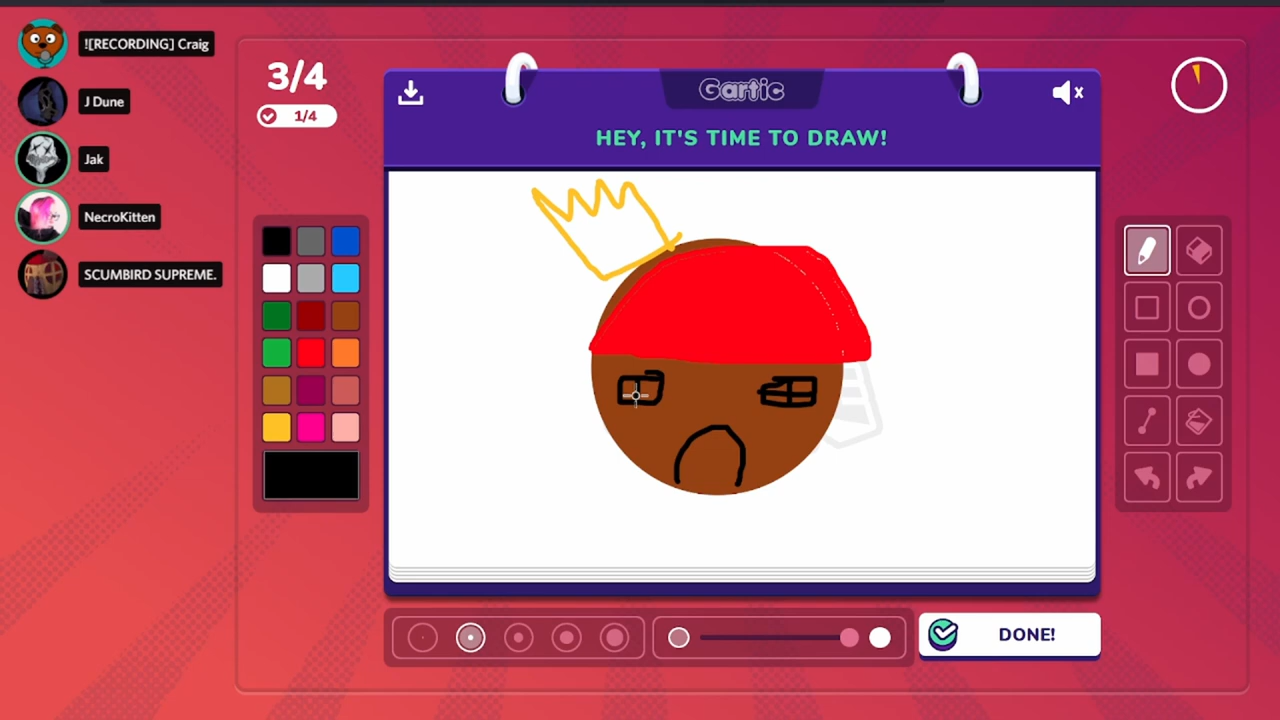 ![RECORDING] Craig
J Dune
Jak
NecroKitten
SCUMBIRD SUPREME.
3/4
1/4
Gartic
HEY, IT'S TIME TO DRAW!
DONE!